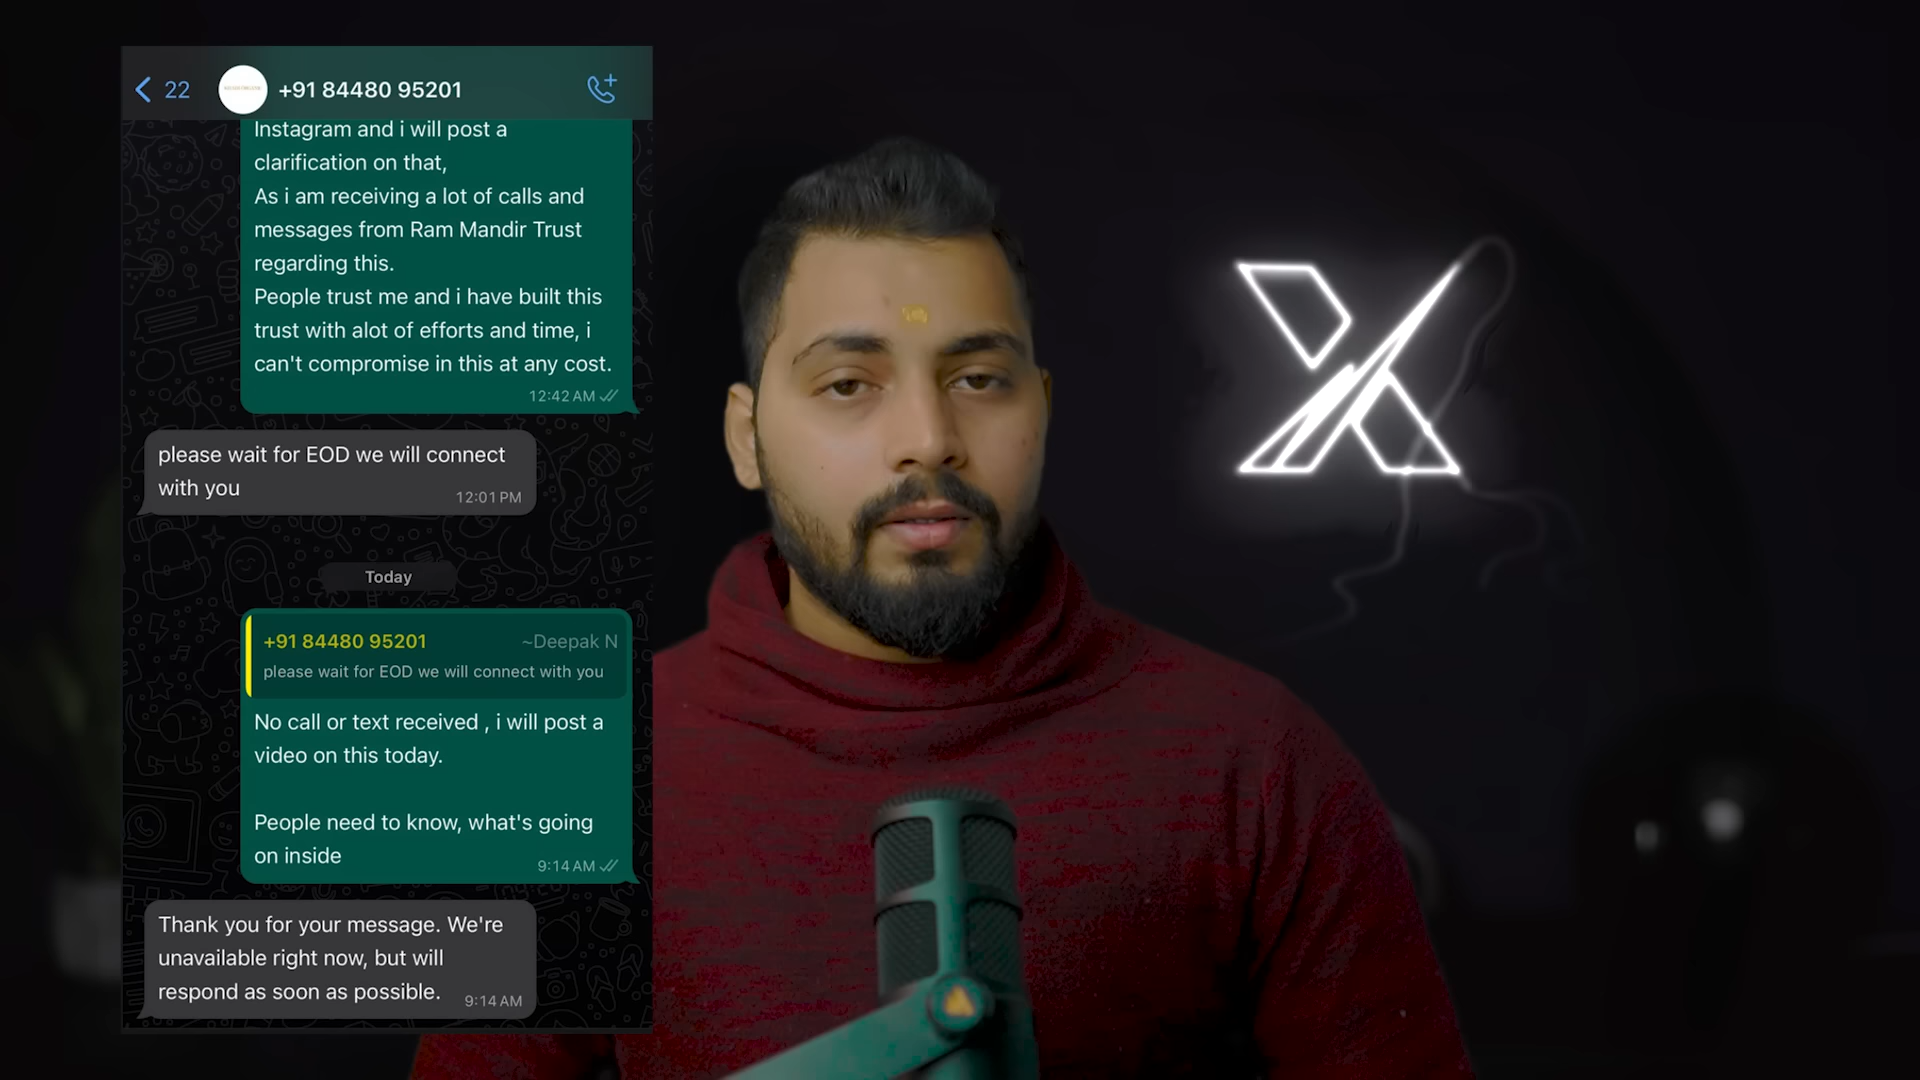 22
+91 84480 95201
Instagram and i will post a
clarification on that,
As i am receiving a lot of calls and
messages from Ram Mandir Trust
regarding this.
People trust me and i have built this
trust with alot of efforts and time, i
can't compromise in this at any cost.
12:42 AM
please wait for EOD we will connect
with you
12:01 PM
Today
+91 84480 95201 ~Deepak N
please wait for EOD we will connect with you
No call or text received , i will post a
video on this today.
People need to know, what's going
on inside
9:14 AM
Thank you for your message. We're
unavailable right now, but will
respond as soon as possible.
9:14 AM